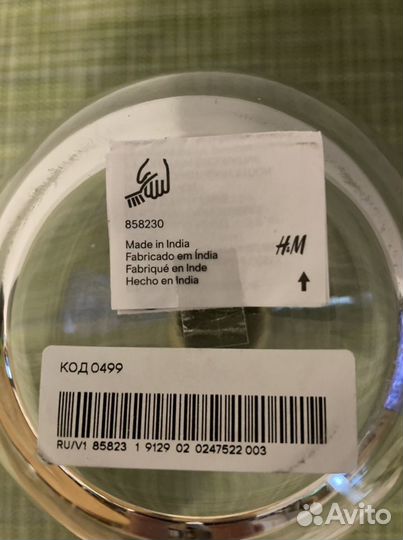 858230
Made in India
Fabricado em Índia
Fabriqué en Inde
Hecho en India
H&M
КОД 0499
RU/V1 85823 1 9129 02 0247522 003
Avito